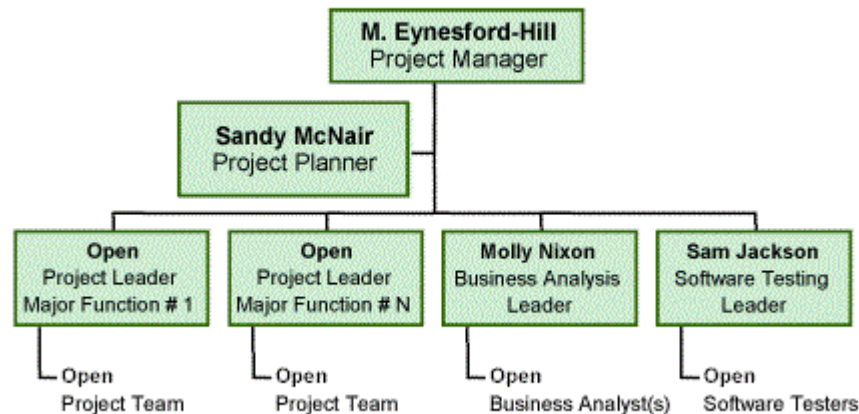 M. Eynesford-Hill
Project Manager
Sandy McNair
Project Planner
Open
Project Leader
Major Function # 1
Open
Project Leader
Major Function # N
Molly Nixon
Business Analysis
Leader
Sam Jackson
Software Testing
Leader
Open
Project Team
Open
Project Team
Open
Business Analyst(s)
Open
Software Testers